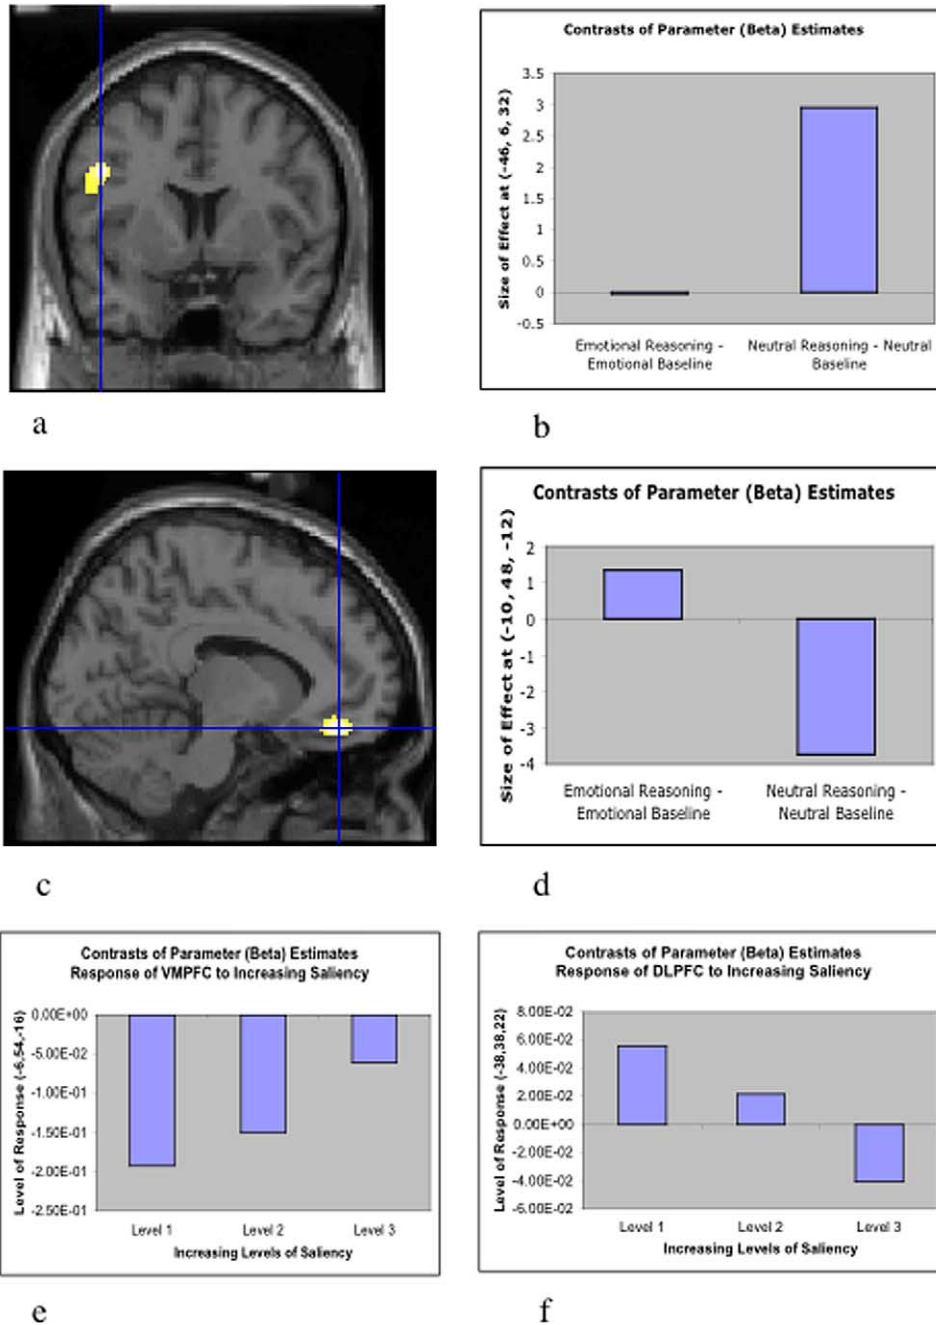 Contrasts of Parameter (Beta) Estimates
Size of Effect at (-46, 6, 32)
3.5
3
2.5
2
1.5
1
0.5
0
-0.5
Emotional Reasoning -
Emotional Baseline
Neutral Reasoning - Neutral
Baseline
a
b
Contrasts of Parameter (Beta) Estimates
Size of Effect at (-10, 48, -12)
2
1
0
-1
-2
-3
-4
Emotional Reasoning -
Emotional Baseline
Neutral Reasoning -
Neutral Baseline
c
d
Contrasts of Parameter (Beta) Estimates
Response of VMPFC to Increasing Saliency
Level of Response (-6,54,-16)
0.00E+00
-5.00E-02
-1.00E-01
-1.50E-01
-2.00E-01
-2.50E-01
Level 1
Level 2
Level 3
Increasing Levels of Saliency
Contrasts of Parameter (Beta) Estimates
Response of DLPFC to Increasing Saliency
Level of Response (-38,38,22)
8.00E-02
6.00E-02
4.00E-02
2.00E-02
0.00E+00
-2.00E-02
-4.00E-02
-6.00E-02
Level 1
Level 2
Level 3
Increasing Levels of Saliency
e
f